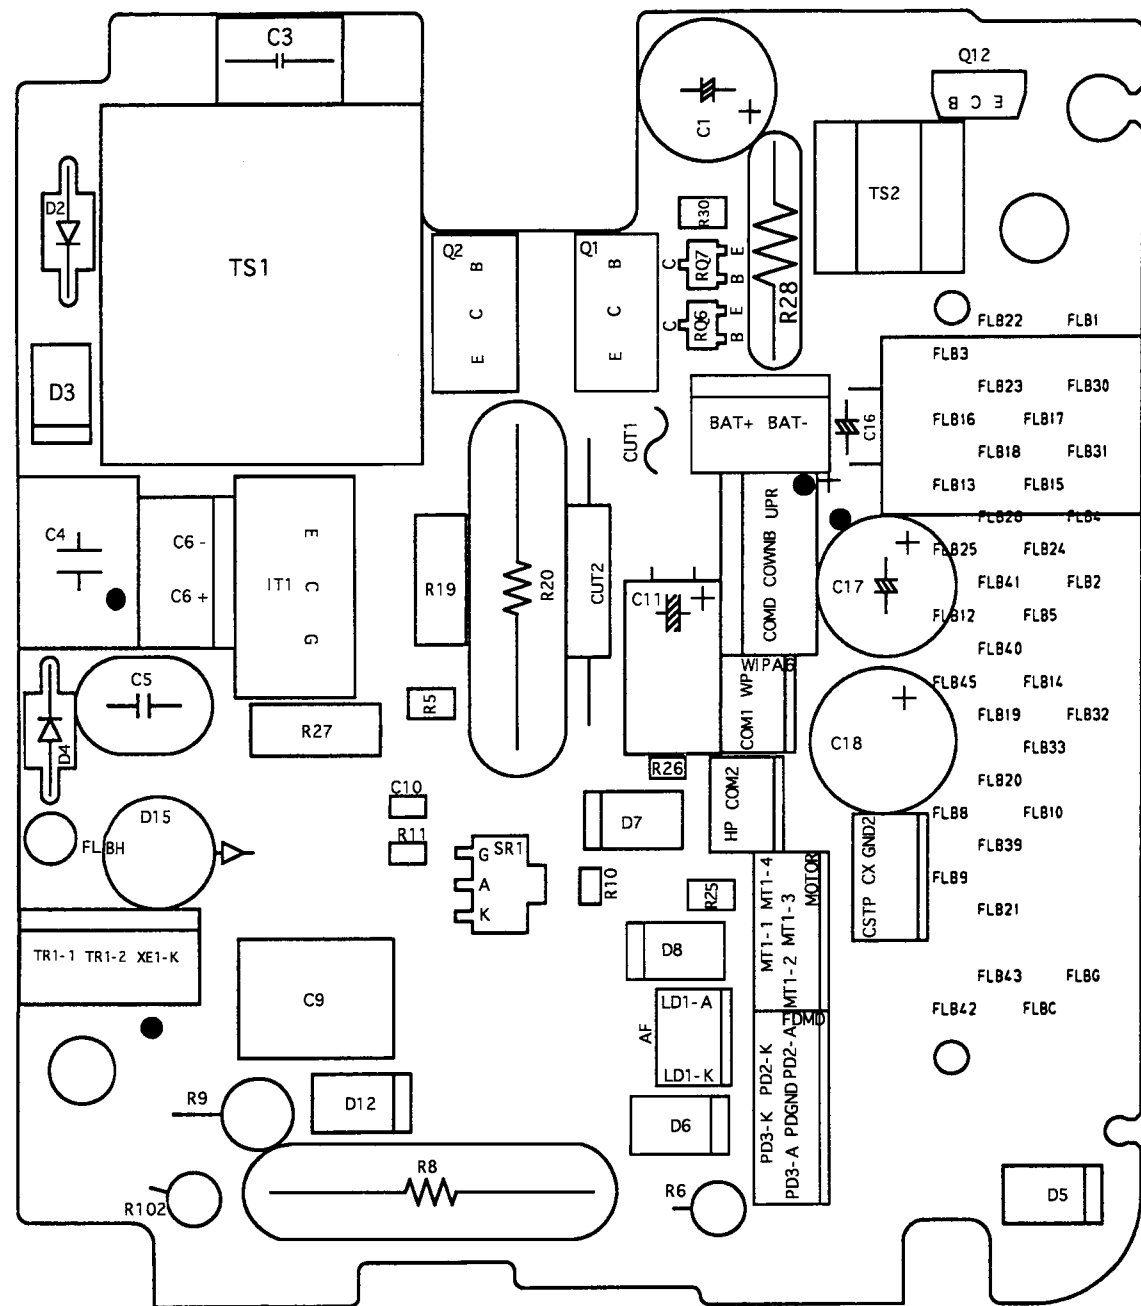 C3
Q12
E C B
C1
+
D2
R30
TS2
TS1
Q2
B
C
E
Q1
B
C
E
C
RQ7
E
B
C
RQ6
E
B
R28
FLB22 FLB1
FLB3
D3
FLB23 FLB30
BAT+ BAT-
C16
+
CUT1
FLB16 FLB17
FLB18 FLB31
FLB13 FLB15
FLB28 FLB4
C4
C6 -
C6 +
IT1
E
C
G
R19
R20
CUT2
C11
+
COMD COWNB UPR
C17
+
FLB25 FLB24
FLB41 FLB2
FLB12 FLB5
FLB40
WIPAS
COM1 WP
FLB45 FLB14
C5
D4
R5
R27
C18
+
FLB19 FLB32
FLB33
R26
HP COM2
FLB20
C10
D15
FLBH
R11
D7
FLB8 FLB10
G
A
K
SR1
R10
R25
MOTOR
MT1-1 MT1-4
MT1-2 MT1-3
CSTP CX GND2
FLB39
FLB9
FLB21
TR1-1 TR1-2 XE1-K
C9
D8
FLB43 FLBG
FLB42 FLBC
AF
LD1-A
LD1-K
FDMD
PD3-K PD2-K
PD3-A PDGND PD2-A
R9
D12
D6
R8
R102
R6
D5